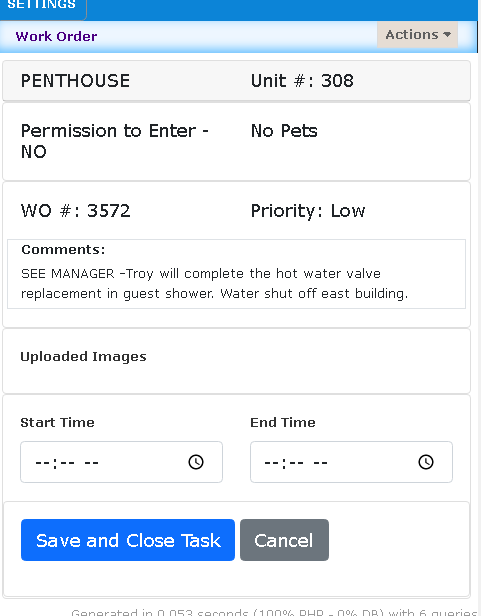 SETTINGS
Work Order Actions
PENTHOUSE Unit #: 308
Permission to Enter - No Pets
NO
WO #: 3572 Priority: Low
Comments:
SEE MANAGER -Troy will complete the hot water valve
replacement in guest shower. Water shut off east building.
Uploaded Images
Start Time End Time
--:-- -- --:-- --
Save and Close Task Cancel
Generated in 0.053 seconds (100% PHP - 0% DB) with 6 queries